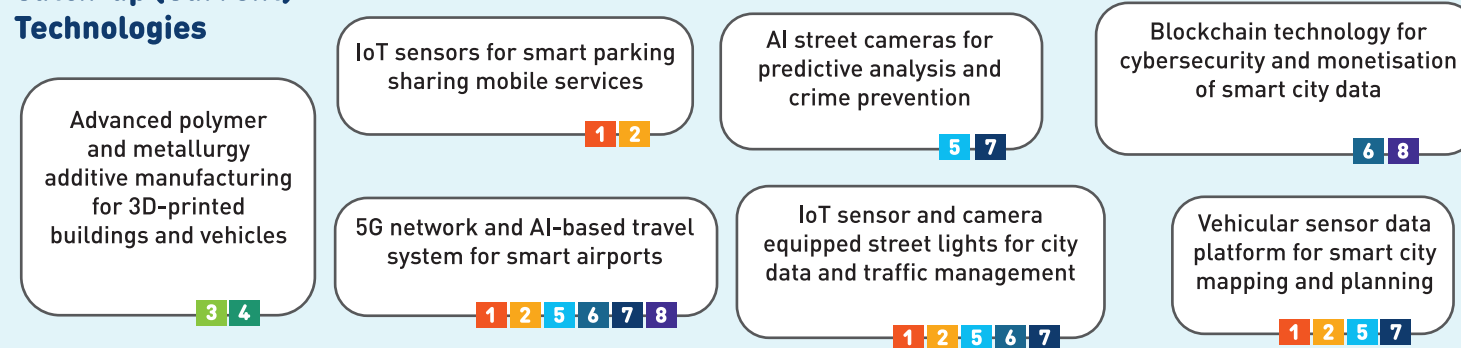 Technologies
Advanced polymer
and metallurgy
additive manufacturing
for 3D-printed
buildings and vehicles
3 4
IoT sensors for smart parking
sharing mobile services
1 2
5G network and AI-based travel
system for smart airports
1 2 5 6 7 8
AI street cameras for
predictive analysis and
crime prevention
5 7
IoT sensor and camera
equipped street lights for city
data and traffic management
1 2 5 6 7
Blockchain technology for
cybersecurity and monetisation
of smart city data
6 8
Vehicular sensor data
platform for smart city
mapping and planning
1 2 5 7